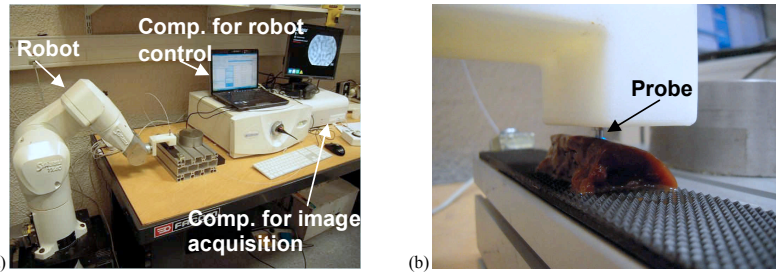 Robot
Comp. for robot
control
Comp. for image
acquisition
)
(b)
Probe